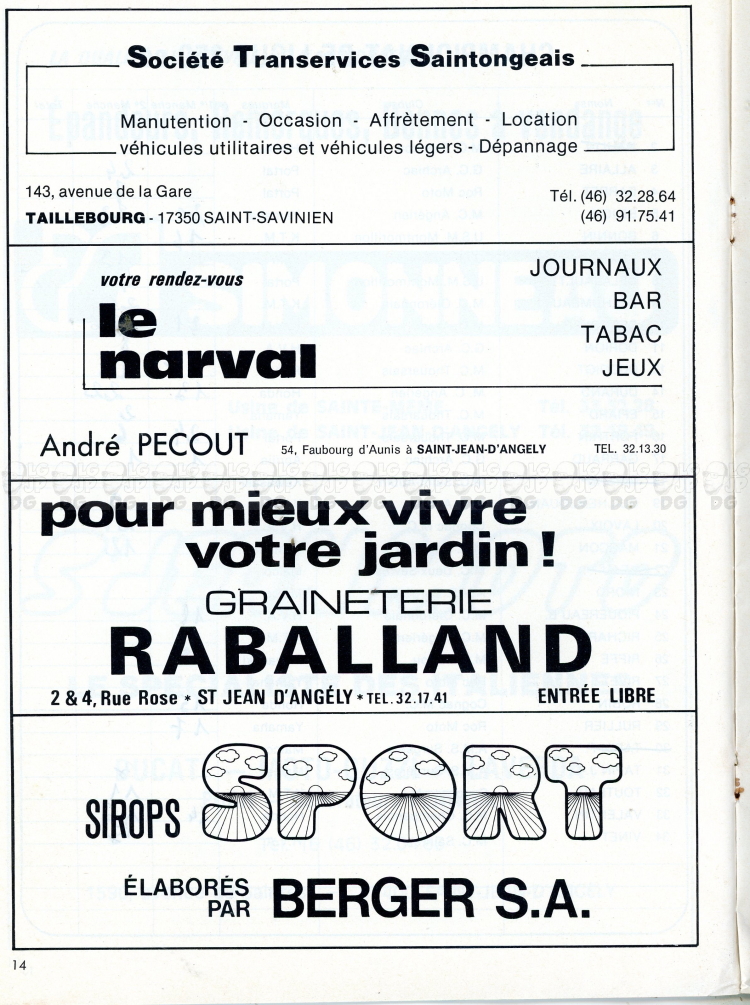 Société Transervices Saintongeais
Manutention - Occasion - Affrètement - Location
véhicules utilitaires et véhicules légers - Dépannage
143, avenue de la Gare
TAILLEBOURG - 17350 SAINT-SAVINIEN
Tél. (46) 32.28.64
(46) 91.75.41
votre rendez-vous
le
narval
JOURNAUX
BAR
TABAC
JEUX
André PECOUT
54, Faubourg d'Aunis à SAINT-JEAN-D'ANGELY
TEL. 32.13.30
pour mieux vivre
votre jardin !
GRAINETERIE
RABALLAND
2 & 4, Rue Rose * ST JEAN D'ANGÉLY * TEL. 32.17.41
ENTRÉE LIBRE
SIROPS SPORT
ÉLABORÉS
PAR
BERGER S.A.
14